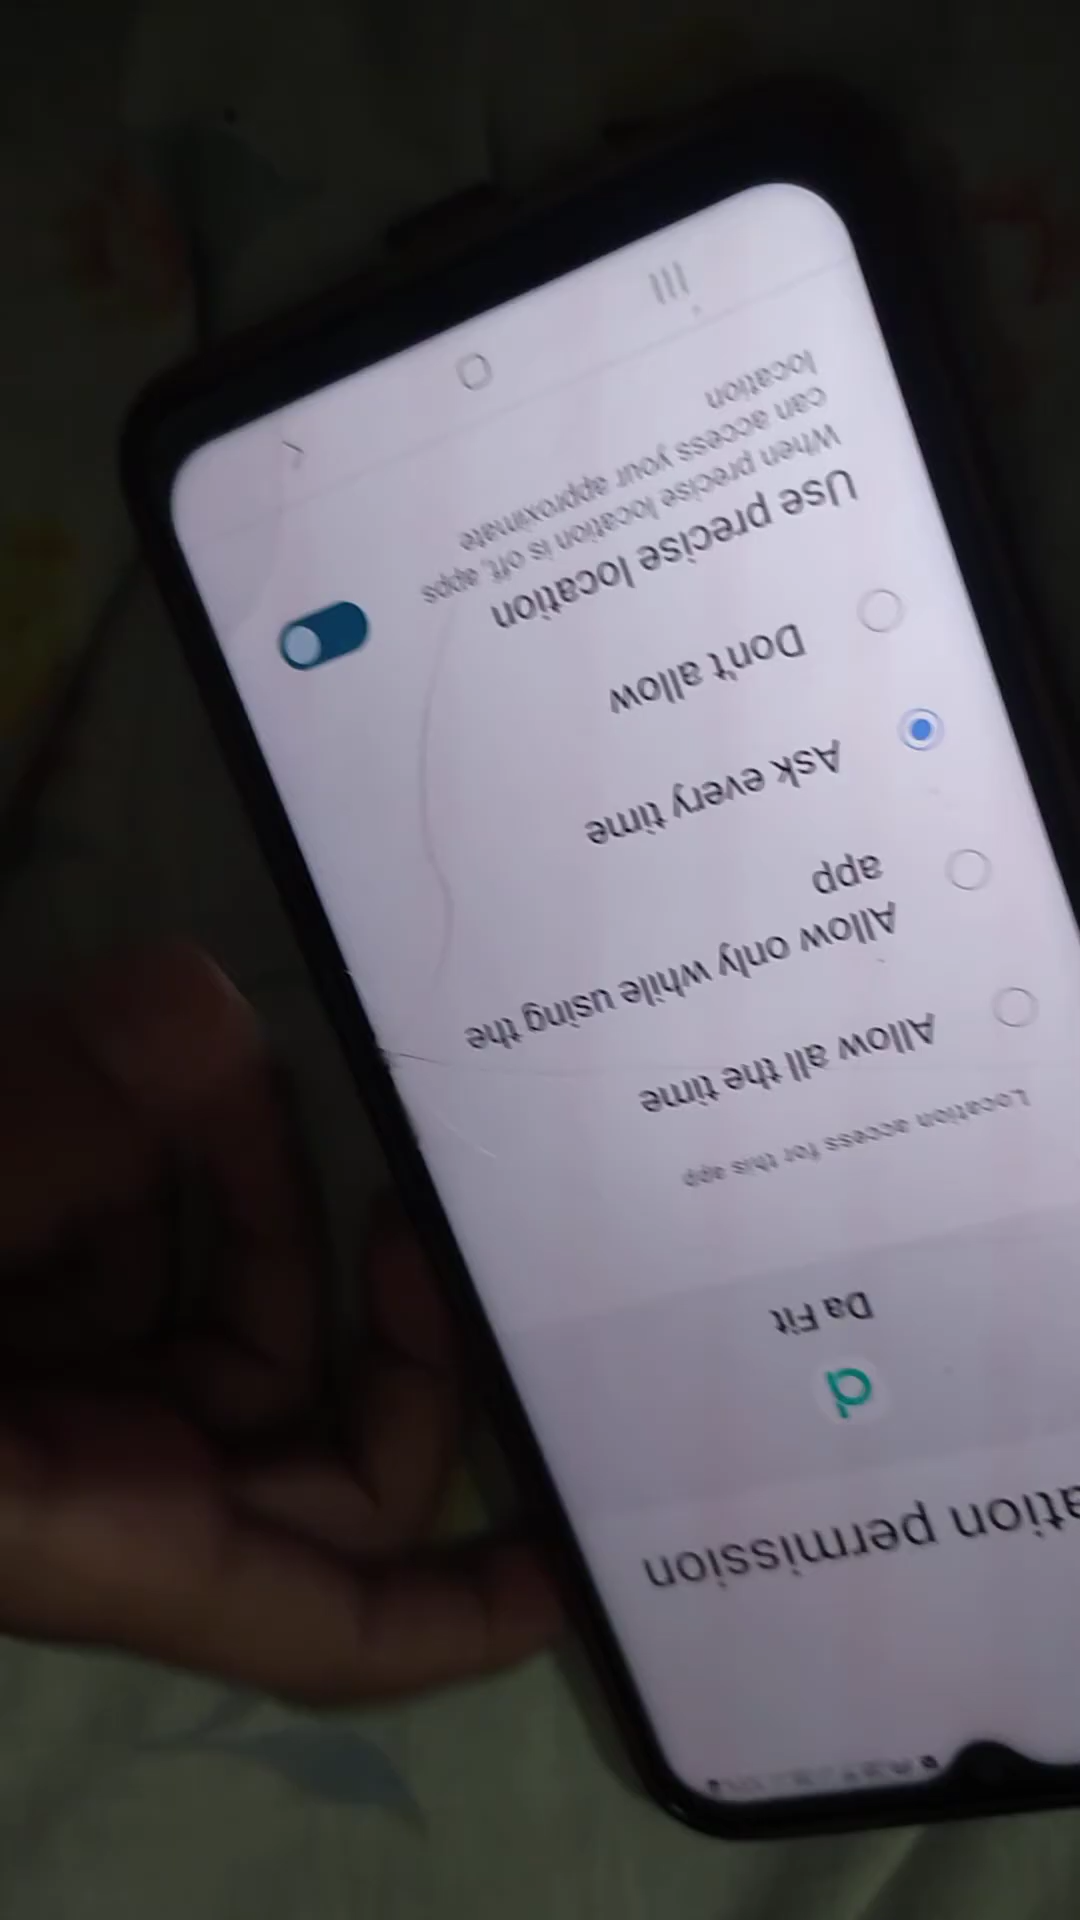 ation permission
Da Fit
Location access for this app
Allow all the time
Allow only while using the
app
Ask every time
Don't allow
Use precise location
When precise location is off, apps
can access your approximate
location